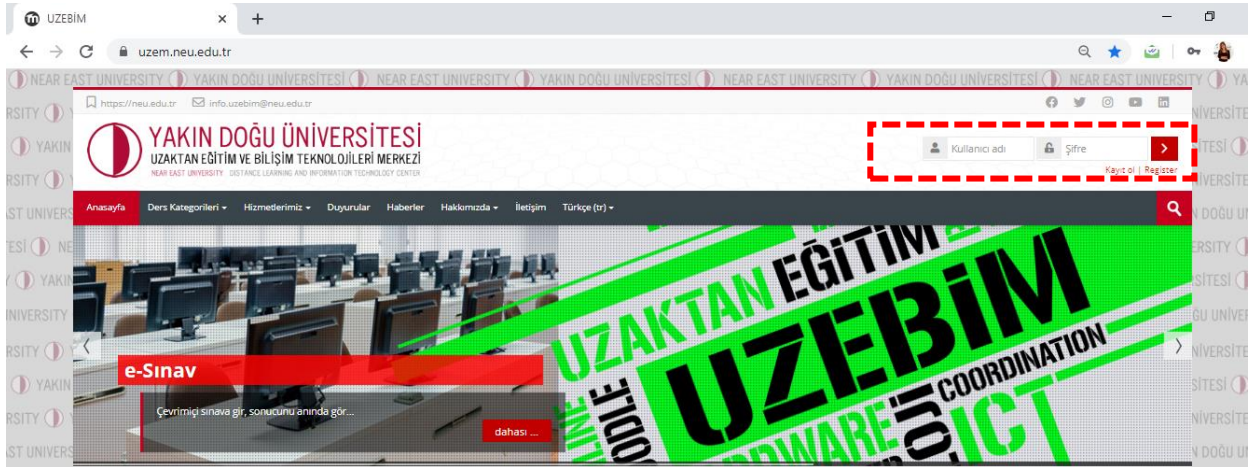 UZEBİM
uzem.neu.edu.tr
NEAR EAST UNIVERSITY YAKIN DOĞU ÜNİVERSİTESİ NEAR EAST UNIVERSITY YAKIN DOĞU ÜNİVERSİTESİ NEAR EAST UNIVERSITY YAKIN DOĞU ÜNİVERSİTESİ NEAR EAST UNIVERSITY
https://neu.edu.tr info.uzebim@neu.edu.tr
YAKIN DOĞU ÜNİVERSİTESİ
UZAKTAN EĞİTİM VE BİLİŞİM TEKNOLOJİLERİ MERKEZİ
NEAR EAST UNIVERSITY DISTANCE LEARNING AND INFORMATION TECHNOLOGY CENTER
Kullanıcı adı Şifre
Kayıt ol | Register
Anasayfa Ders Kategorileri Hizmetlerimiz Duyurular Haberler Hakkımızda İletişim Türkçe (tr)
e-Sınav
Çevrimiçi sınava gir, sonucunu anında gör...
dahası ...
UZAKTAN EĞİTİM
UZEBİM
COORDINATION
ICT